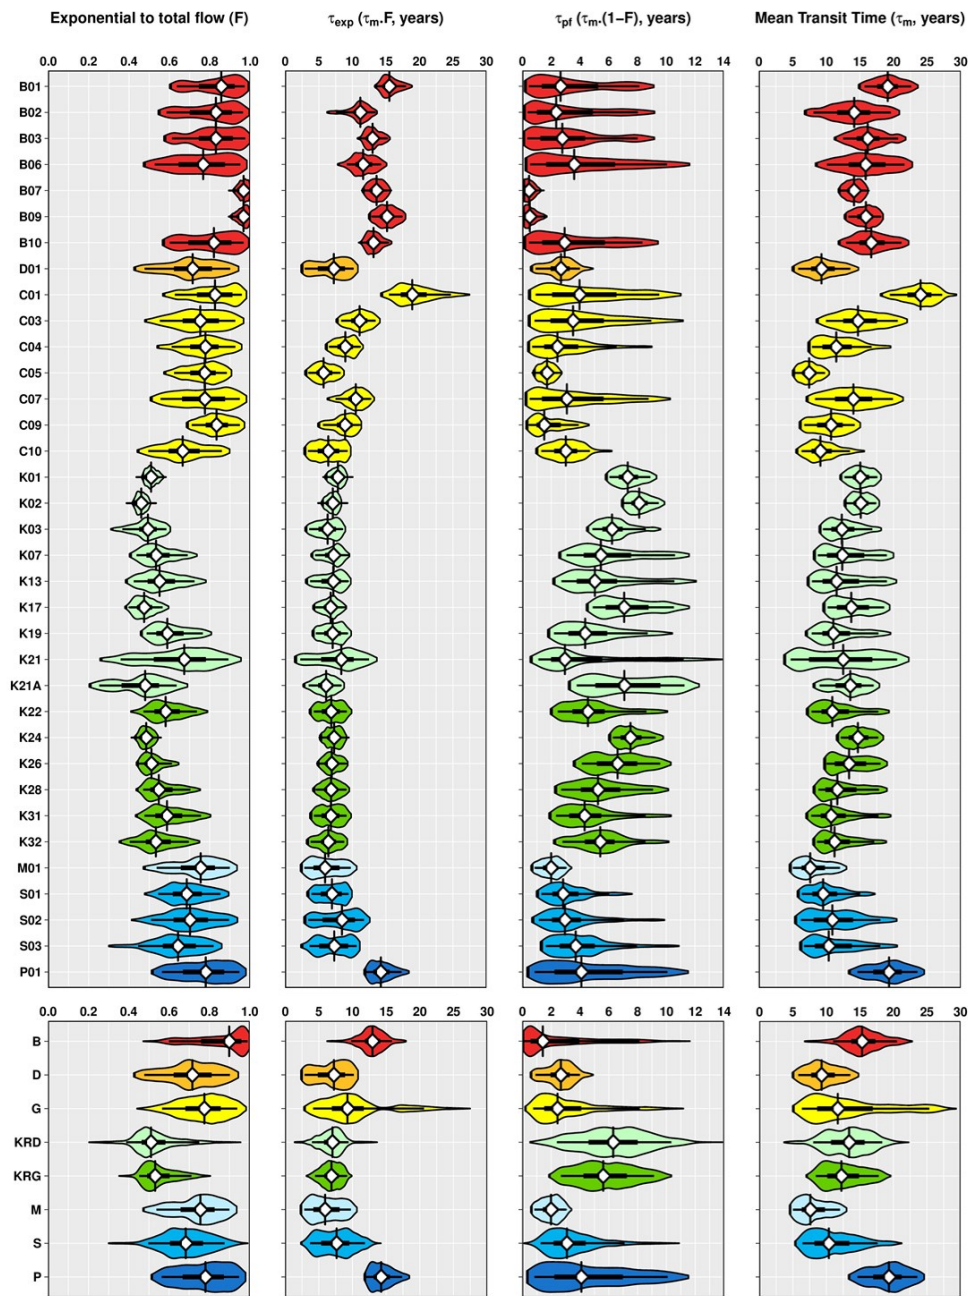 Exponential to total flow (F) τexp (τm.F, years) τpf (τm.(1−F), years) Mean Transit Time (τm, years)
0.0 0.2 0.4 0.6 0.8 1.0 0 5 10 15 20 25 30 0 2 4 6 8 10 12 14 0 5 10 15 20 25 30
B01
B02
B03
B06
B07
B09
B10
D01
C01
C03
C04
C05
C07
C09
C10
K01
K02
K03
K07
K13
K17
K19
K21
K21A
K22
K24
K26
K28
K31
K32
M01
S01
S02
S03
P01
0.0 0.2 0.4 0.6 0.8 1.0 0 5 10 15 20 25 30 0 2 4 6 8 10 12 14 0 5 10 15 20 25 30
B
D
G
KRD
KRG
M
S
P